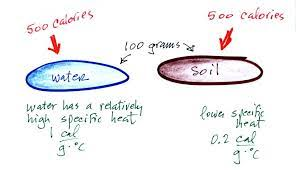 500 calories
500 calories
100 grams
water
soil
water has a relatively
high specific heat
1 cal
g·°C
lower specific
heat
0.2 cal
g·°C